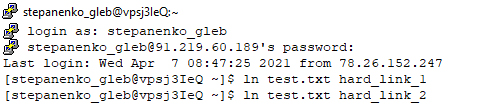 stepanenko_gleb@vpsj3IeQ:~
login as: stepanenko_gleb
stepanenko_gleb@91.219.60.189's password:
Last login: Wed Apr  7 08:47:25 2021 from 78.26.152.247
[stepanenko_gleb@vpsj3IeQ ~]$ ln test.txt hard_link_1
[stepanenko_gleb@vpsj3IeQ ~]$ ln test.txt hard_link_2